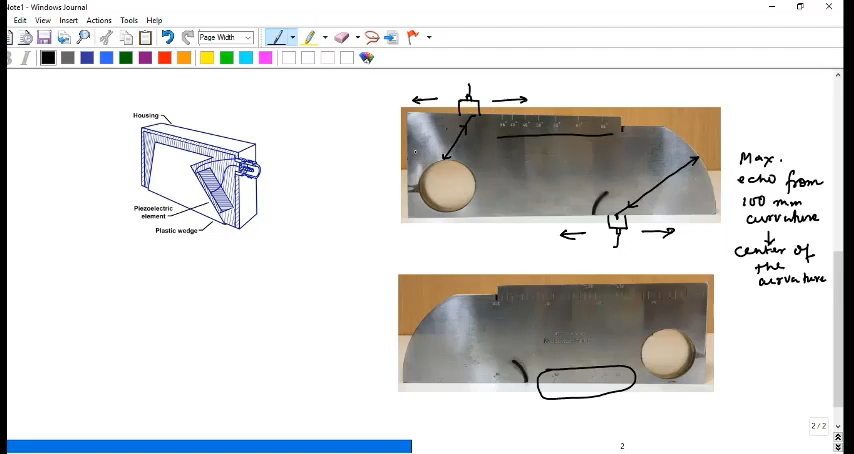 Note1 - Windows Journal
Edit View Insert Actions Tools Help
Page Width
B I
Housing
Piezoelectric
element
Plastic wedge
Max.
echo from
100 mm
curvature
center of
the
curvature
2 / 2
2